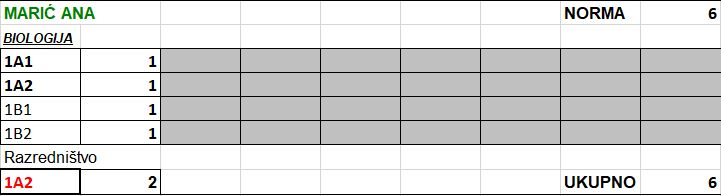 MARIĆ ANA NORMA 6
BIOLOGIJA
1A1 1
1A2 1
1B1 1
1B2 1
Razredništvo
1A2 2 UKUPNO 6